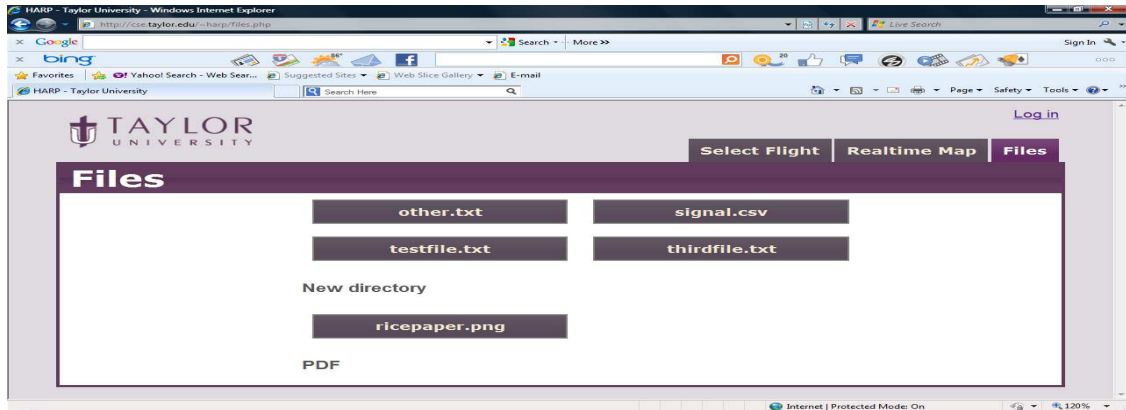 HARP - Taylor University - Windows Internet Explorer
http://cse.taylor.edu/~harp/files.php Live Search
Google Search More >> Sign In
bing 86° f 20
Favorites Yahoo! Search - Web Sear... Suggested Sites Web Slice Gallery E-mail
HARP - Taylor University Search Here Page Safety Tools
Log in
TAYLOR
UNIVERSITY
Select Flight Realtime Map Files
Files
other.txt signal.csv
testfile.txt thirdfile.txt
New directory
ricepaper.png
PDF
Internet | Protected Mode: On 120%